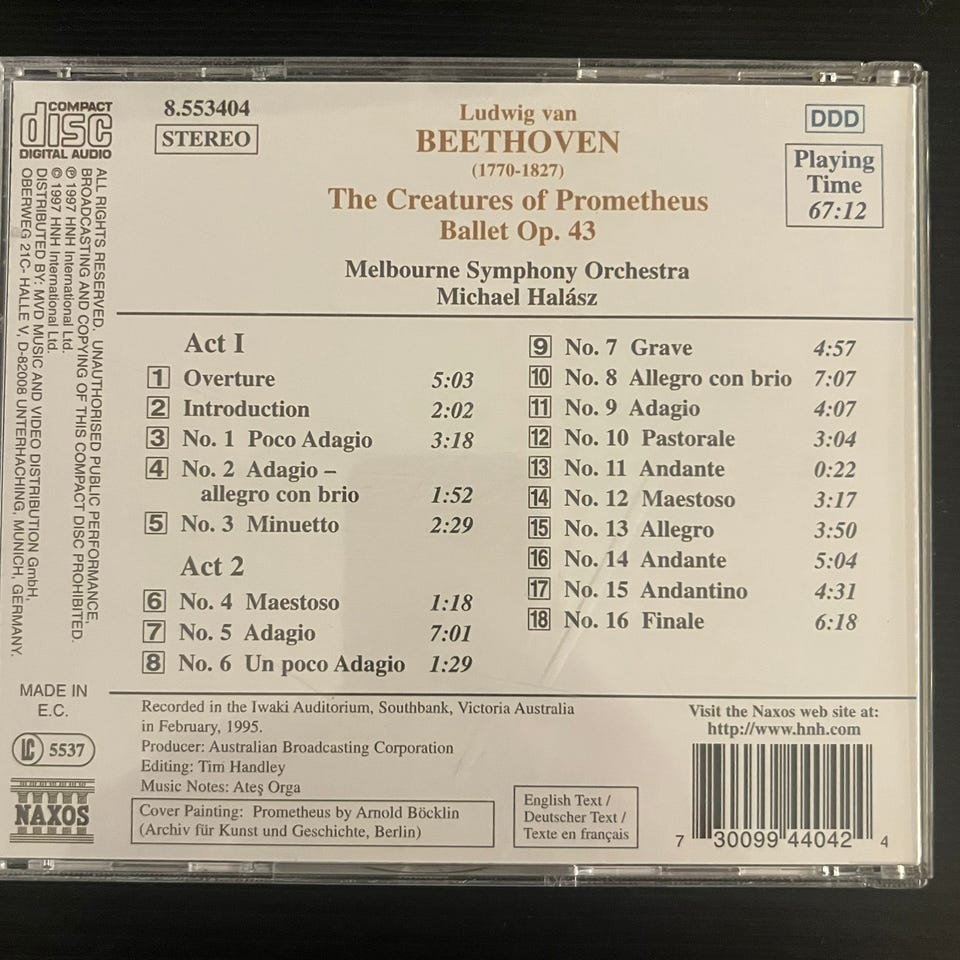 COMPACT
disc
DIGITAL AUDIO
8.553404
STEREO
Ludwig van
BEETHOVEN
(1770-1827)
The Creatures of Prometheus
Ballet Op. 43
Melbourne Symphony Orchestra
Michael Halász
DDD
Playing
Time
67:12
ALL RIGHTS RESERVED. UNAUTHORISED PUBLIC PERFORMANCE,
BROADCASTING AND COPYING OF THIS COMPACT DISC PROHIBITED.
℗ 1997 HNH International Ltd.
© 1997 HNH International Ltd.
DISTRIBUTED BY: MVD MUSIC AND VIDEO DISTRIBUTION GmbH,
OBERWEG 21C- HALLE V, D-82008 UNTERHACHING, MUNICH, GERMANY.
Act I
1 Overture 5:03
2 Introduction 2:02
3 No. 1 Poco Adagio 3:18
4 No. 2 Adagio –
allegro con brio 1:52
5 No. 3 Minuetto 2:29
Act 2
6 No. 4 Maestoso 1:18
7 No. 5 Adagio 7:01
8 No. 6 Un poco Adagio 1:29
9 No. 7 Grave 4:57
10 No. 8 Allegro con brio 7:07
11 No. 9 Adagio 4:07
12 No. 10 Pastorale 3:04
13 No. 11 Andante 0:22
14 No. 12 Maestoso 3:17
15 No. 13 Allegro 3:50
16 No. 14 Andante 5:04
17 No. 15 Andantino 4:31
18 No. 16 Finale 6:18
MADE IN
E.C.
LC 5537
NAXOS
Recorded in the Iwaki Auditorium, Southbank, Victoria Australia
in February, 1995.
Producer: Australian Broadcasting Corporation
Editing: Tim Handley
Music Notes: Ateş Orga
Cover Painting: Prometheus by Arnold Böcklin
(Archiv für Kunst und Geschichte, Berlin)
English Text /
Deutscher Text /
Texte en français
Visit the Naxos web site at:
http://www.hnh.com
7 30099 44042 4